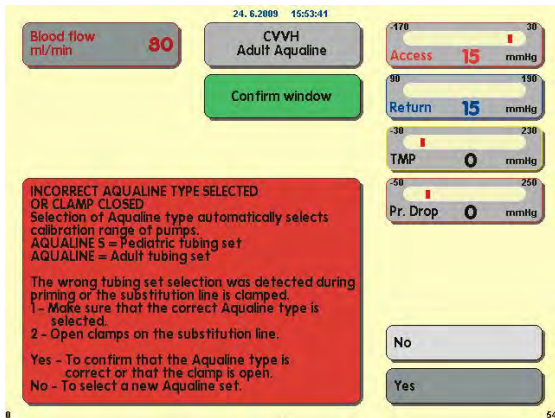 24. 6.2009 15:53:41
Blood flow
ml/min
80
CVVH
Adult Aqualine
Confirm window
-170 30
Access 15 mmHg
90 190
Return 15 mmHg
-30 230
TMP 0 mmHg
-50 250
Pr. Drop 0 mmHg
INCORRECT AQUALINE TYPE SELECTED
OR CLAMP CLOSED
Selection of Aqualine type automatically selects
calibration range of pumps.
AQUALINE S = Pediatric tubing set
AQUALINE = Adult tubing set
The wrong tubing set selection was detected during
priming or the substitution line is clamped.
1 - Make sure that the correct Aqualine type is
selected.
2 - Open clamps on the substitution line.
Yes - To confirm that the Aqualine type is
correct or that the clamp is open.
No - To select a new Aqualine set.
No
Yes
0 54